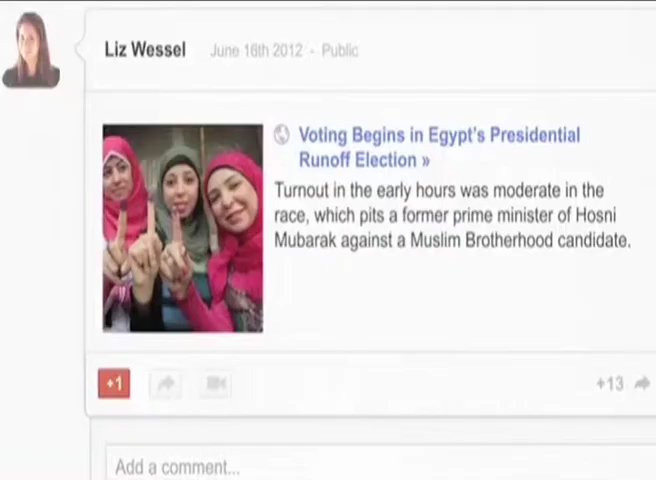 Liz Wessel June 16th 2012 - Public
Voting Begins in Egypt's Presidential
Runoff Election »
Turnout in the early hours was moderate in the
race, which pits a former prime minister of Hosni
Mubarak against a Muslim Brotherhood candidate.
+1
+13
Add a comment...